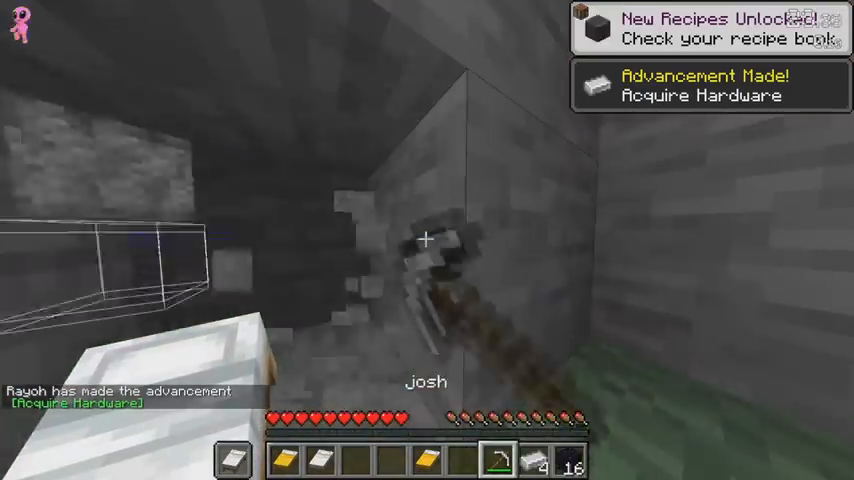 New Recipes Unlocked!
Check your recipe book
Advancement Made!
Acquire Hardware
josh
Rayoh has made the advancement
[Acquire Hardware]
4
16